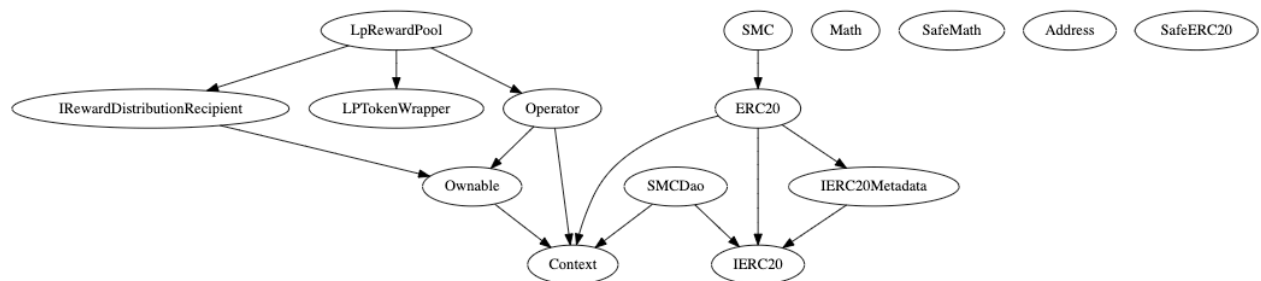 LpRewardPool
SMC
Math
SafeMath
Address
SafeERC20
IRewardDistributionRecipient
LPTokenWrapper
Operator
ERC20
Ownable
SMCDao
IERC20Metadata
Context
IERC20